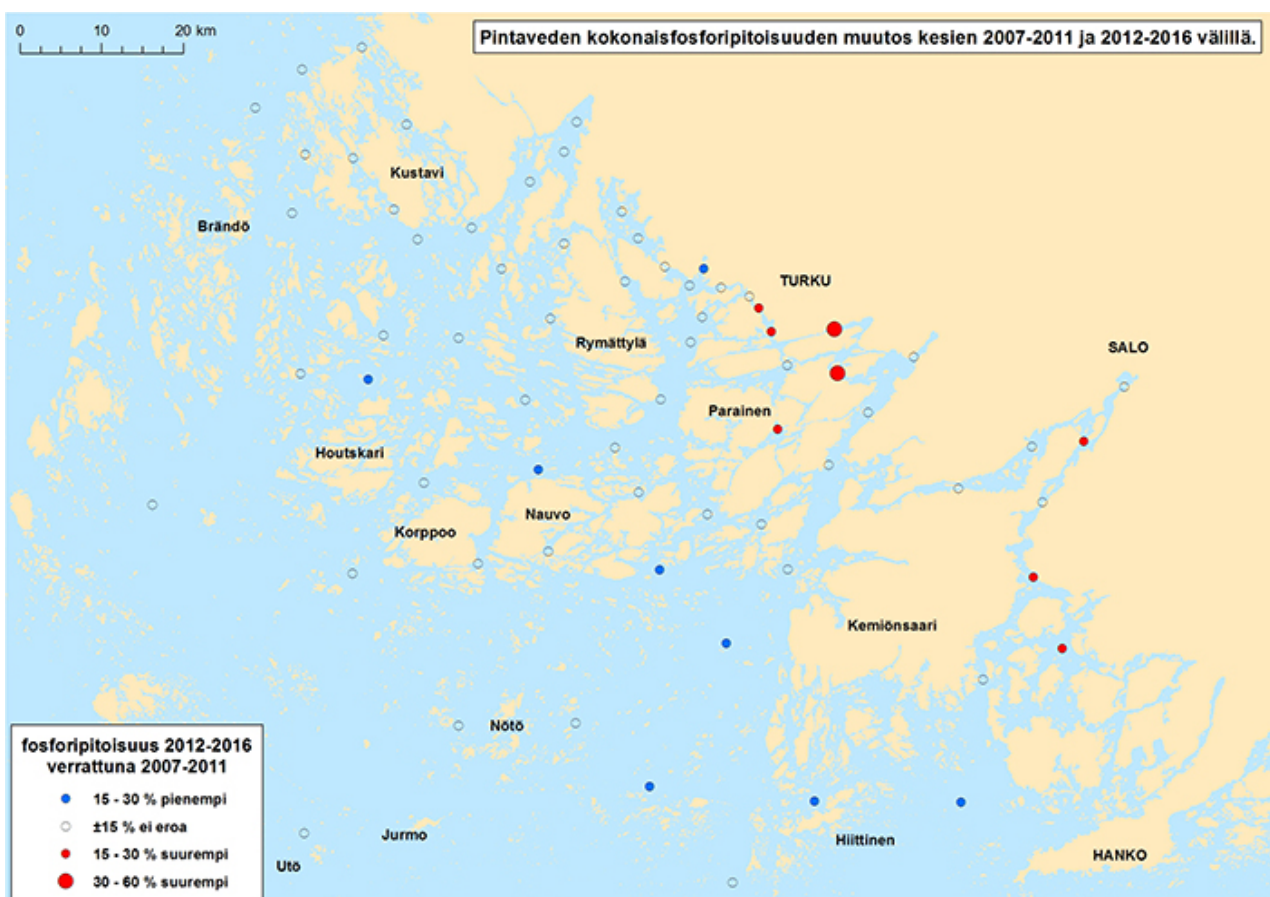 0 10 20 km
Pintaveden kokonaisfosforipitoisuuden muutos kesien 2007-2011 ja 2012-2016 välillä.
Kustavi
Brändö
TURKU
Rymättylä
SALO
Parainen
Houtskari
Nauvo
Korppoo
Kemiönsaari
Nötö
fosforipitoisuus 2012-2016
verrattuna 2007-2011
15 - 30 % pienempi
±15 % ei eroa
15 - 30 % suurempi
30 - 60 % suurempi
Jurmo
Hiittinen
Utö
HANKO